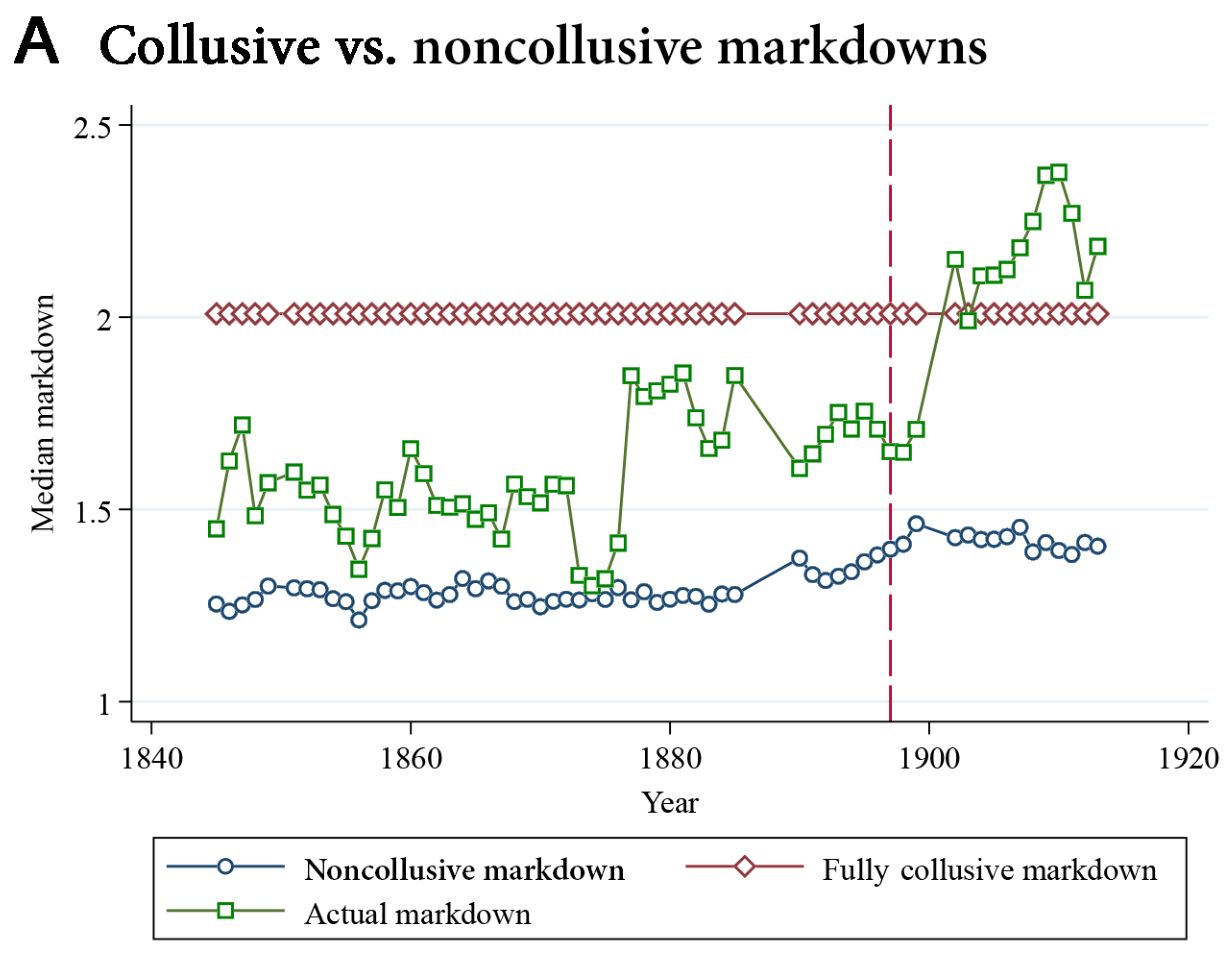 A Collusive vs. noncollusive markdowns
2.5
2
1.5
1
Median markdown
1840 1860 1880 1900 1920
Year
Noncollusive markdown Fully collusive markdown
Actual markdown